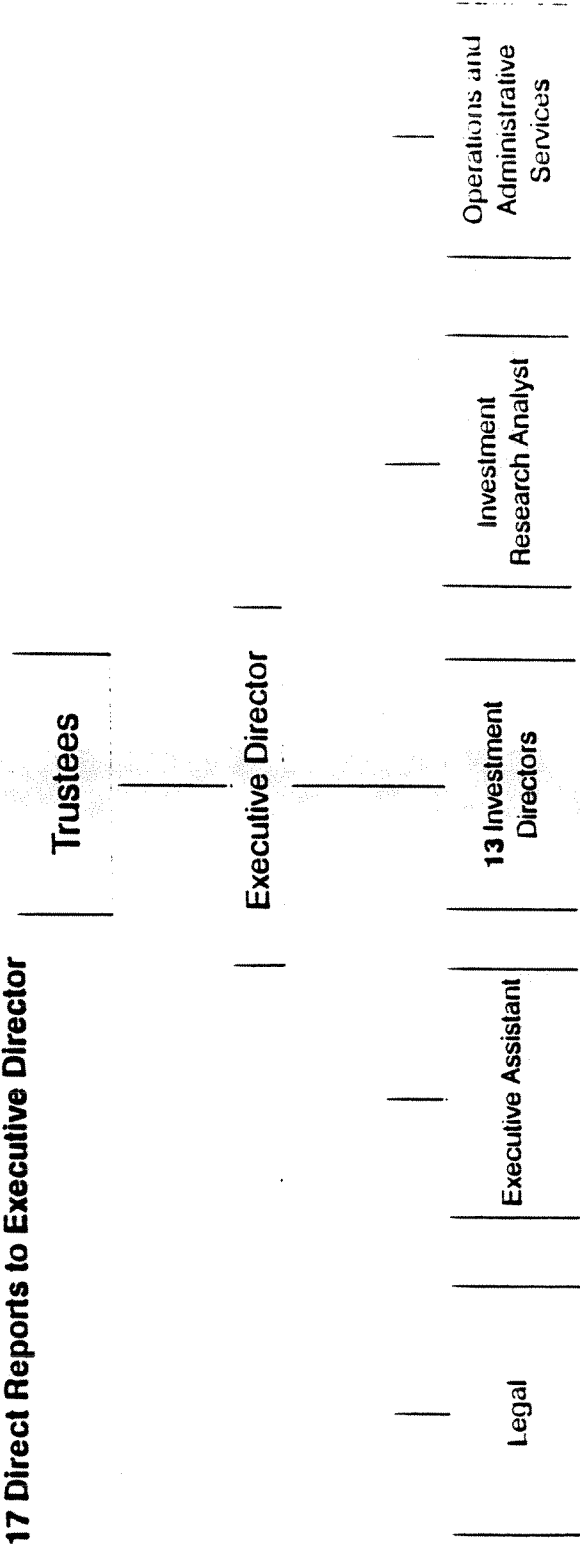 17 Direct Reports to Executive Director
Trustees
Executive Director
Legal
Executive Assistant
13 Investment
Directors
Investment
Research Analyst
Operations and
Administrative
Services